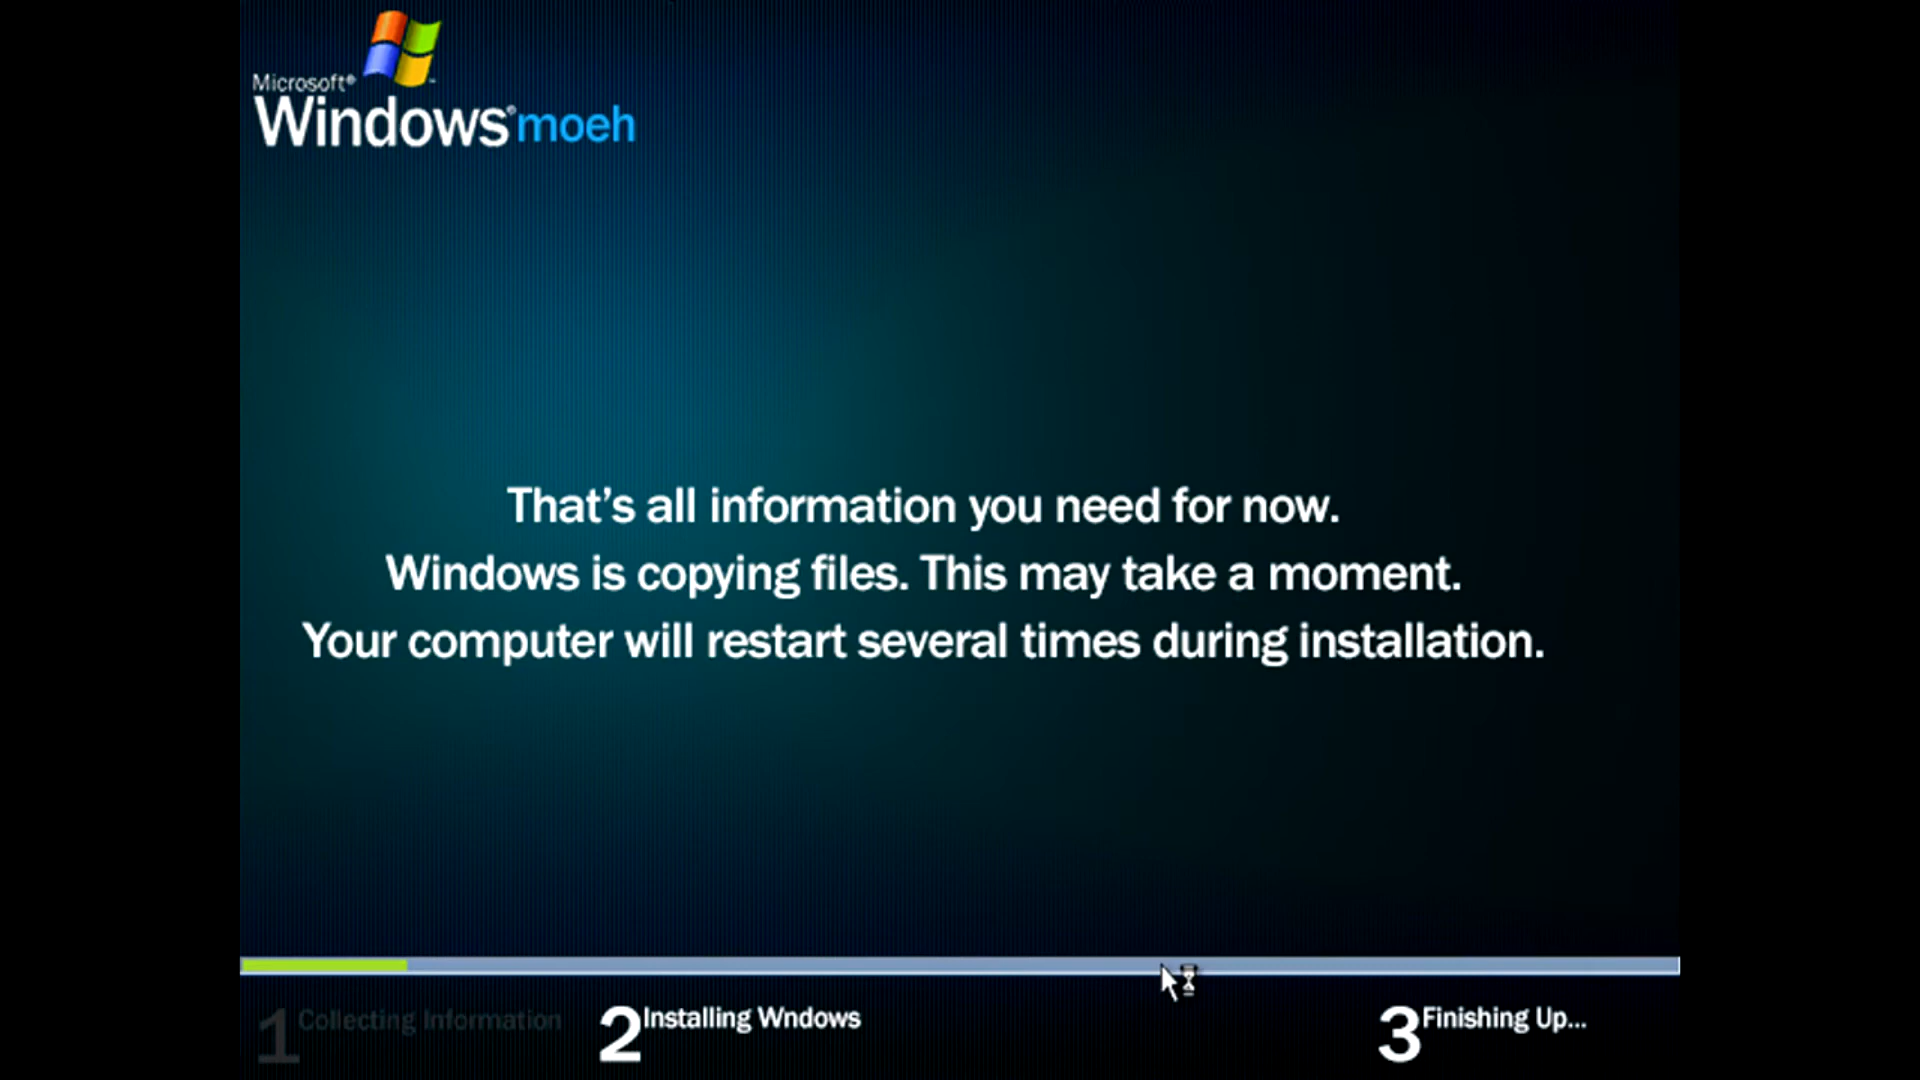 Microsoft®
Windows® moeh
That’s all information you need for now.
Windows is copying files. This may take a moment.
Your computer will restart several times during installation.
1 Collecting Information
2 Installing Wndows
3 Finishing Up...